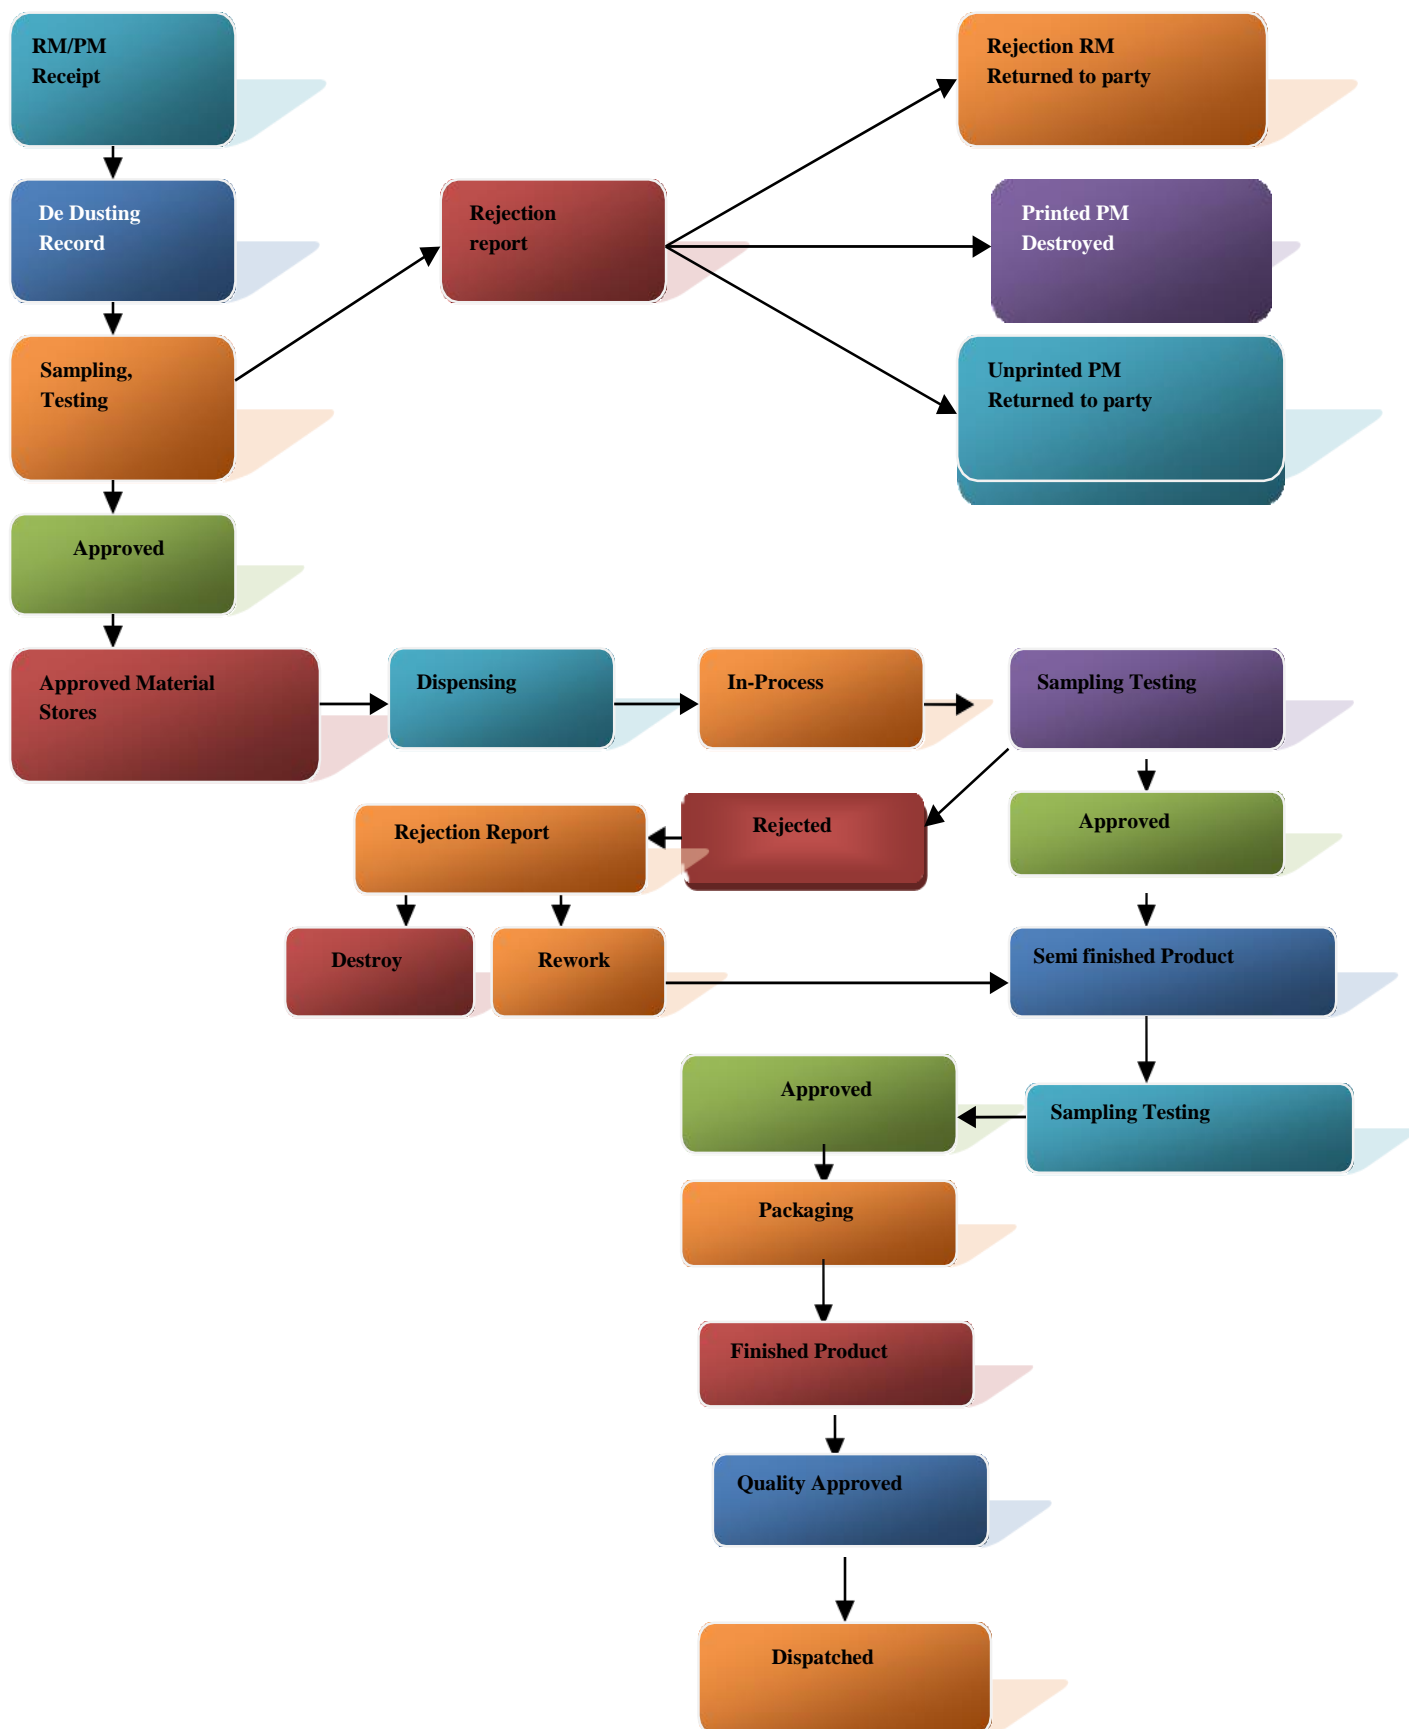 RM/PM
Receipt
Rejection RM
Returned to party
De Dusting
Record
Rejection
report
Printed PM
Destroyed
Sampling,
Testing
Unprinted PM
Returned to party
Approved
Approved Material
Stores
Dispensing
In-Process
Sampling Testing
Rejection Report
Rejected
Approved
Destroy
Rework
Semi finished Product
Approved
Sampling Testing
Packaging
Finished Product
Quality Approved
Dispatched